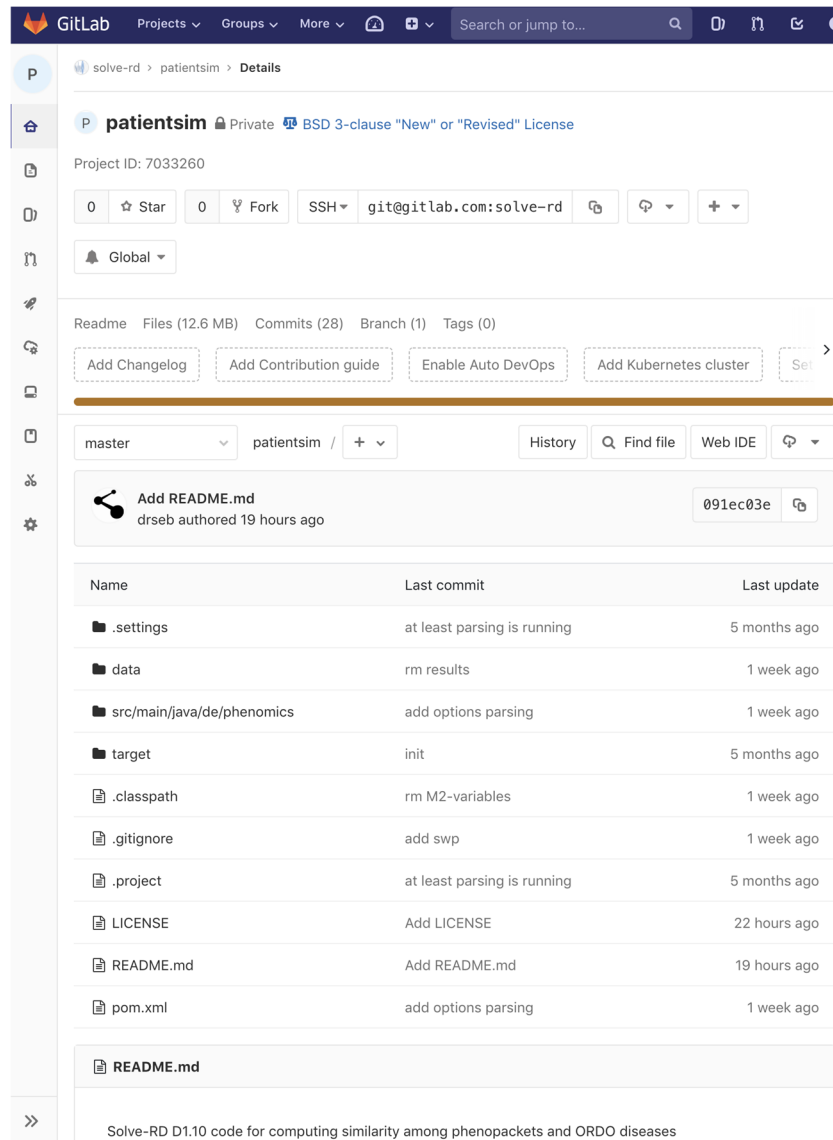 GitLab Projects Groups More Search or jump to...
P solve-rd > patientsim > Details
P patientsim Private BSD 3-clause "New" or "Revised" License
Project ID: 7033260
0 Star 0 Fork SSH git@gitlab.com:solve-rd
Global
Readme Files (12.6 MB) Commits (28) Branch (1) Tags (0)
Add Changelog Add Contribution guide Enable Auto DevOps Add Kubernetes cluster Set
master patientsim / + History Find file Web IDE
Add README.md
drseb authored 19 hours ago 091ec03e
Name Last commit Last update
.settings at least parsing is running 5 months ago
data rm results 1 week ago
src/main/java/de/phenomics add options parsing 1 week ago
target init 5 months ago
.classpath rm M2-variables 1 week ago
.gitignore add swp 1 week ago
.project at least parsing is running 5 months ago
LICENSE Add LICENSE 22 hours ago
README.md Add README.md 19 hours ago
pom.xml add options parsing 1 week ago
README.md
Solve-RD D1.10 code for computing similarity among phenopackets and ORDO diseases